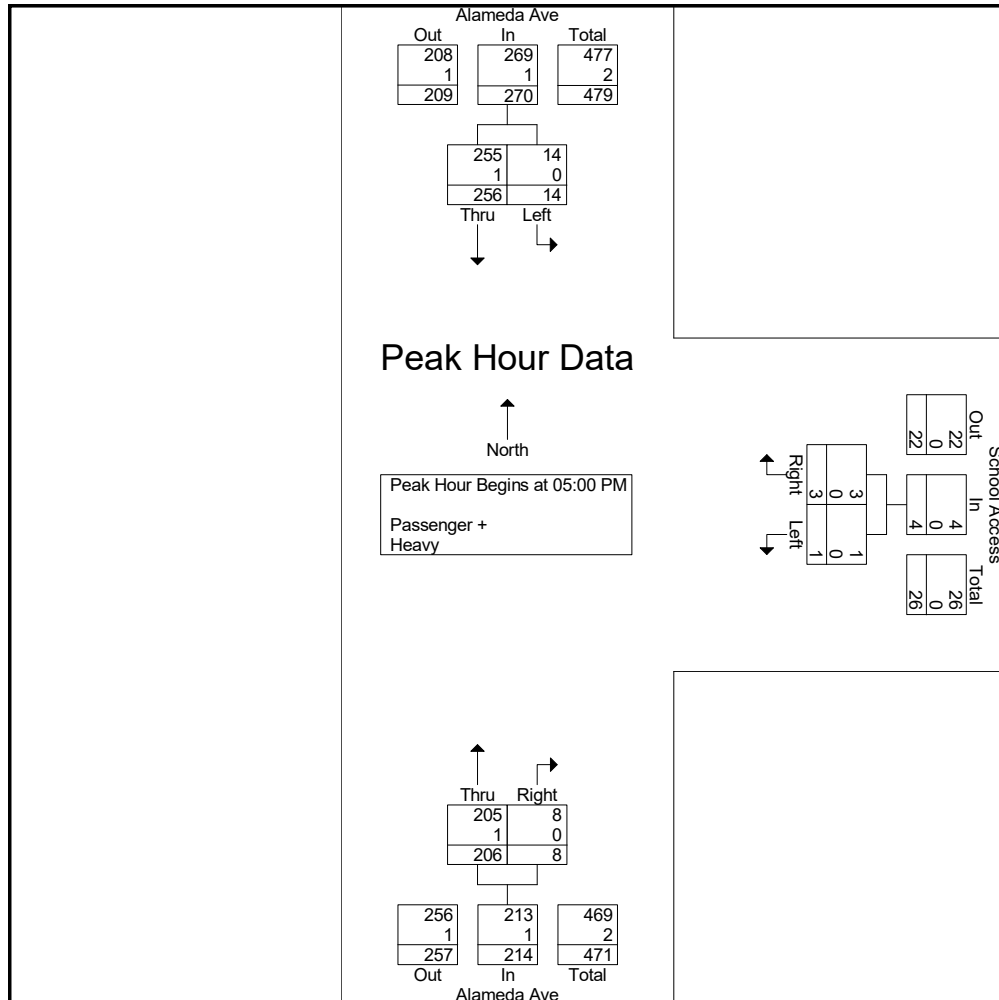 Alameda Ave
Out In Total
208 269 477
1 1 2
209 270 479
255 14
1 0
256 14
Thru Left
Peak Hour Data
North
Peak Hour Begins at 05:00 PM
Passenger +
Heavy
School Access
Out In Total
22 4 26
0 0 0
22 4 26
Right Left
3 1
0 0
3 1
Thru Right
205 8
1 0
206 8
256 213 469
1 1 2
257 214 471
Out In Total
Alameda Ave